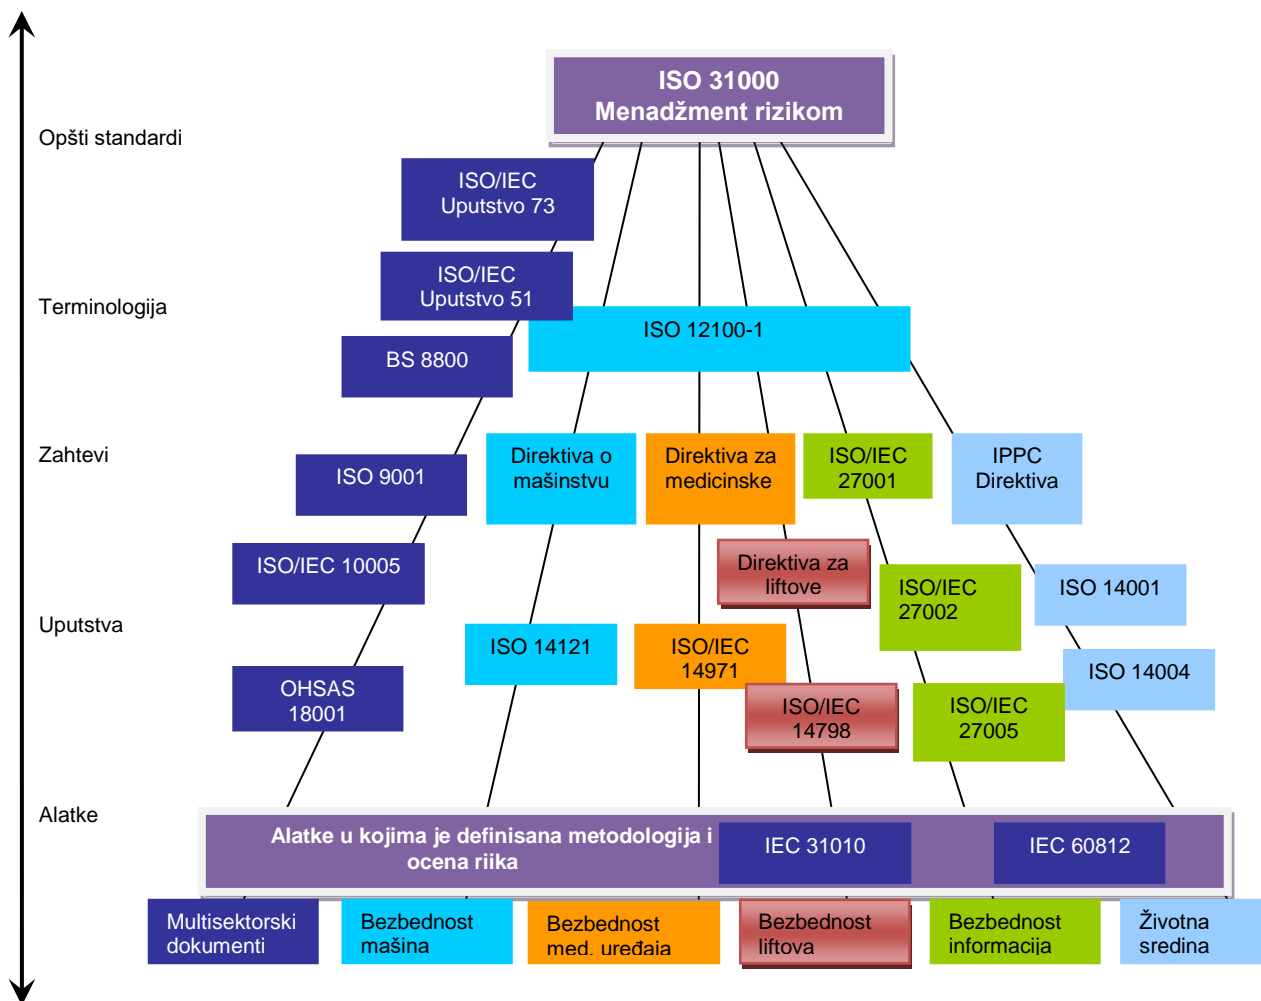 ISO 31000
Menadžment rizikom
Opšti standardi
ISO/IEC
Uputstvo 73
ISO/IEC
Uputstvo 51
Terminologija
ISO 12100-1
BS 8800
Zahtevi
ISO 9001
Direktiva o
mašinstvu
Direktiva za
medicinske
ISO/IEC
27001
IPPC
Direktiva
ISO/IEC 10005
Direktiva za
liftove
ISO/IEC
27002
ISO 14001
Uputstva
ISO 14121
ISO/IEC
14971
ISO 14004
OHSAS
18001
ISO/IEC
14798
ISO/IEC
27005
Alatke
Alatke u kojima je definisana metodologija i
ocena riika
IEC 31010
IEC 60812
Multisektorski
dokumenti
Bezbednost
mašina
Bezbednost
med. uređaja
Bezbednost
liftova
Bezbednost
informacija
Životna
sredina